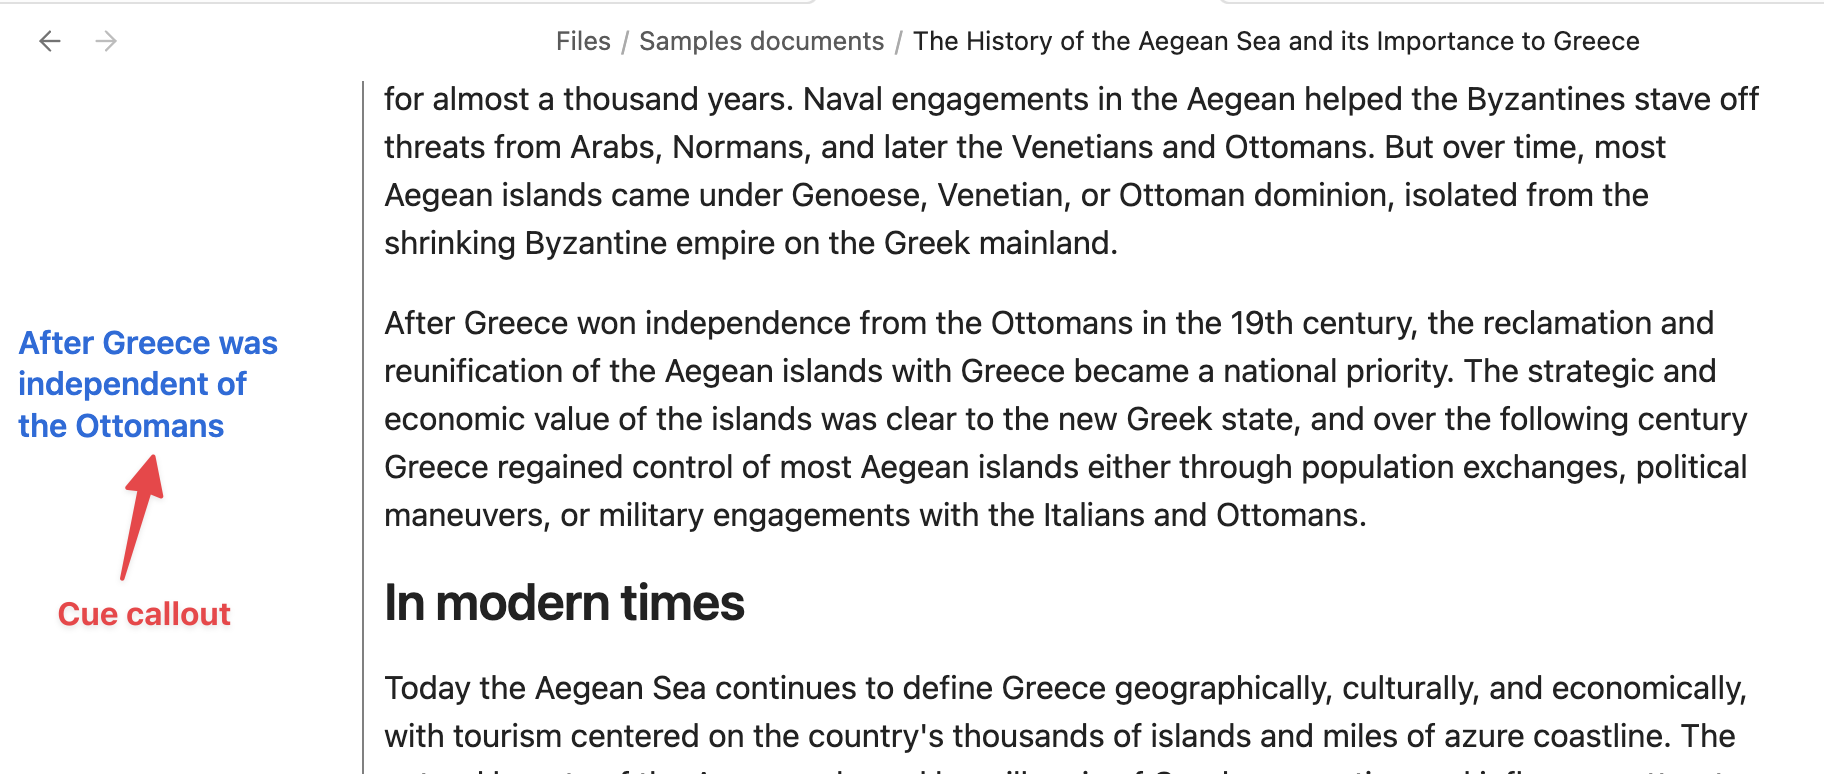 Files / Samples documents / The History of the Aegean Sea and its Importance to Greece
for almost a thousand years. Naval engagements in the Aegean helped the Byzantines stave off
threats from Arabs, Normans, and later the Venetians and Ottomans. But over time, most
Aegean islands came under Genoese, Venetian, or Ottoman dominion, isolated from the
shrinking Byzantine empire on the Greek mainland.
After Greece was
independent of
the Ottomans
Cue callout
After Greece won independence from the Ottomans in the 19th century, the reclamation and
reunification of the Aegean islands with Greece became a national priority. The strategic and
economic value of the islands was clear to the new Greek state, and over the following century
Greece regained control of most Aegean islands either through population exchanges, political
maneuvers, or military engagements with the Italians and Ottomans.
In modern times
Today the Aegean Sea continues to define Greece geographically, culturally, and economically,
with tourism centered on the country's thousands of islands and miles of azure coastline. The